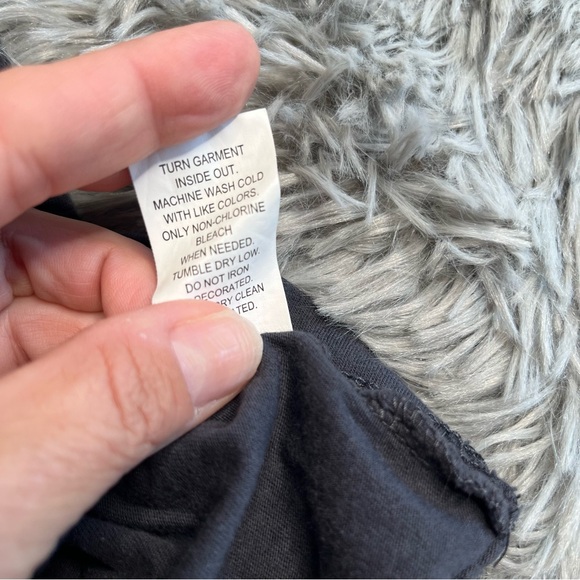 TURN GARMENT
INSIDE OUT.
MACHINE WASH COLD
WITH LIKE COLORS.
ONLY NON-CHLORINE
BLEACH
WHEN NEEDED.
TUMBLE DRY LOW.
DO NOT IRON
DECORATED.
CLEAN